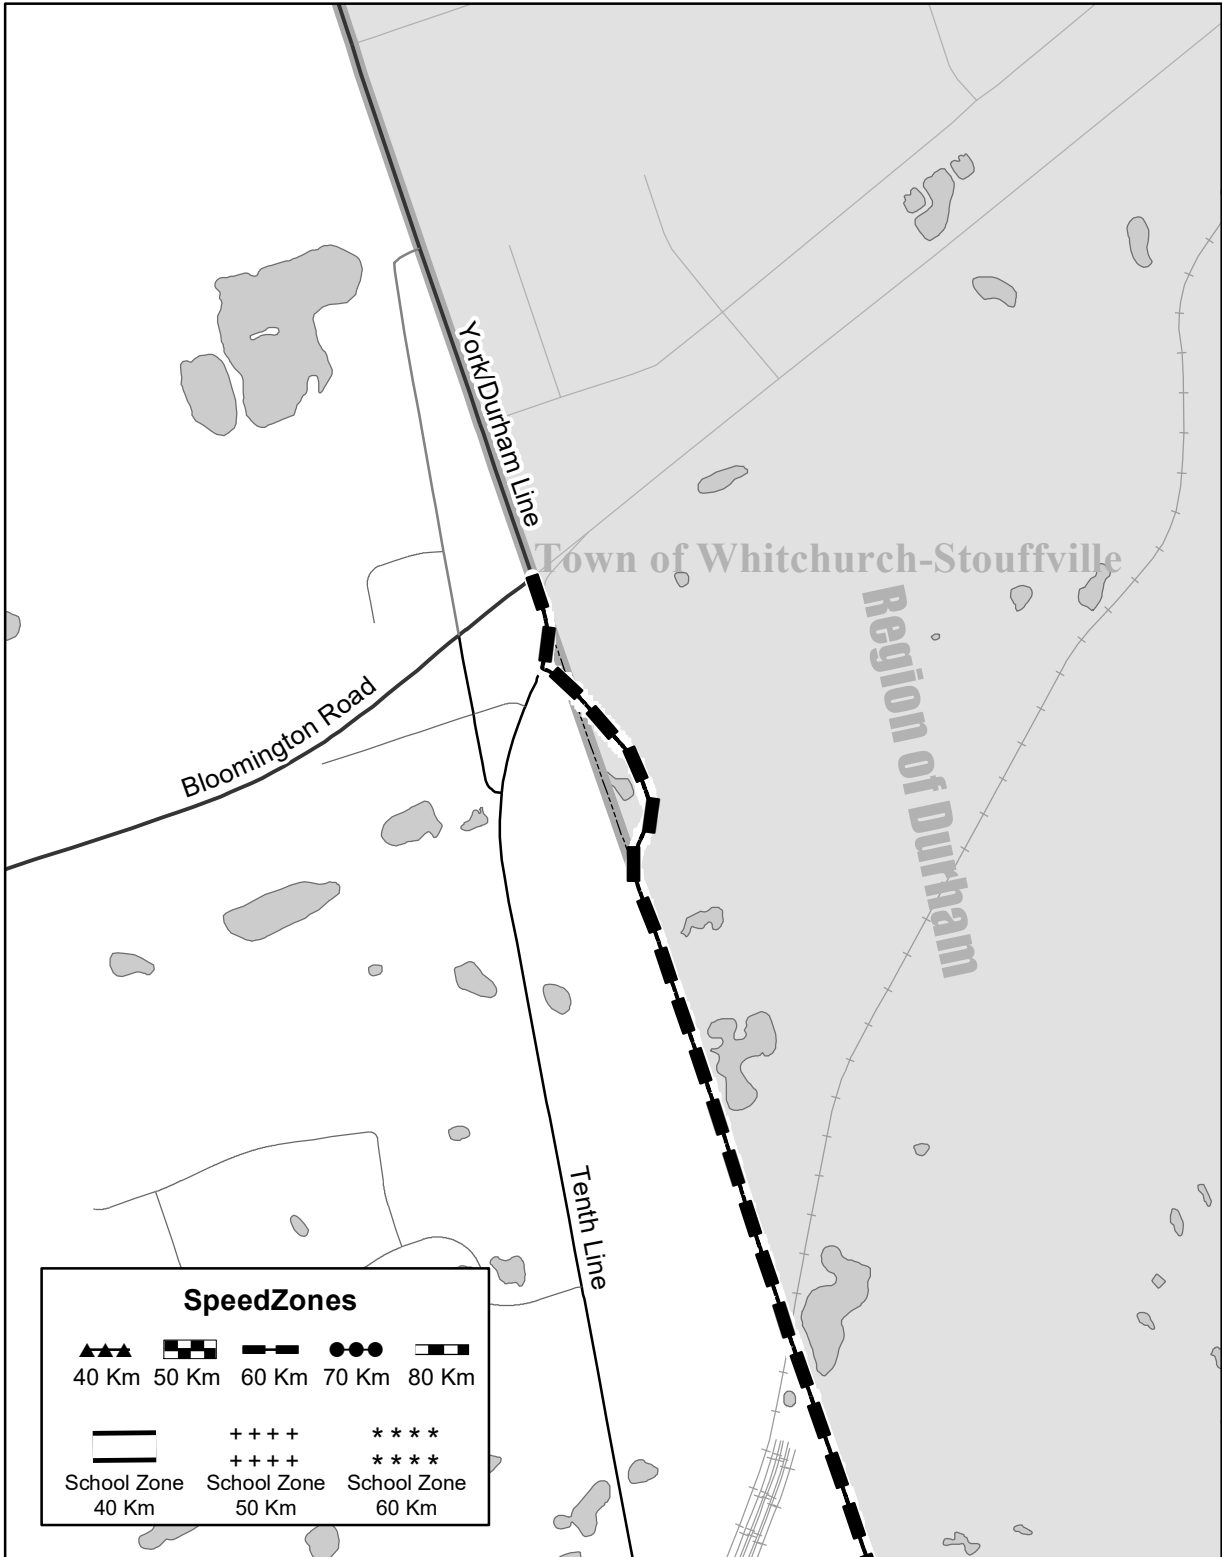 York/Durham Line
Town of Whitchurch-Stouffville
Region of Durham
Bloomington Road
Tenth Line
SpeedZones
40 Km 50 Km 60 Km 70 Km 80 Km
++++ ****
++++ ****
School Zone School Zone School Zone
40 Km 50 Km 60 Km